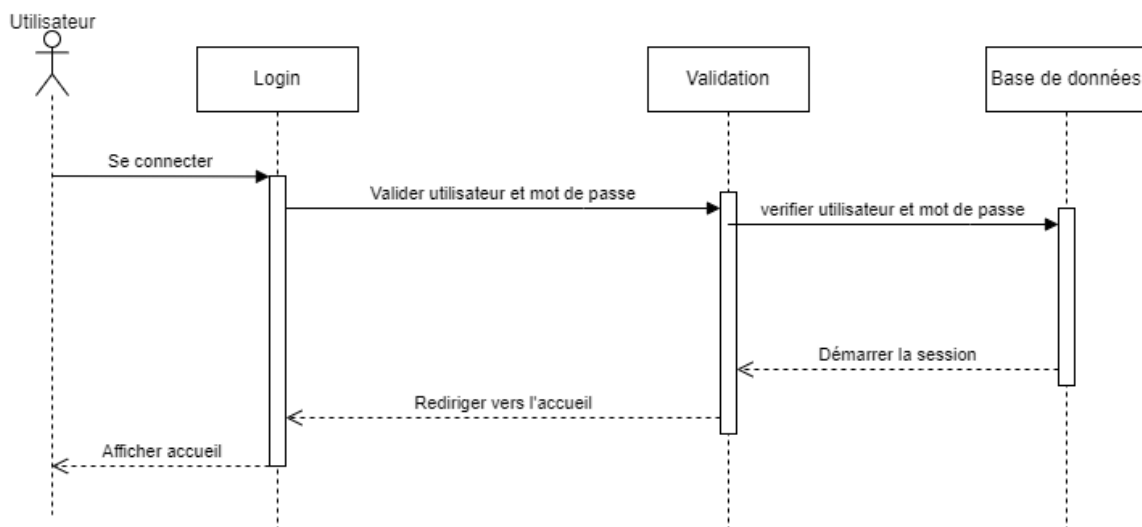 Utilisateur
Login
Validation
Base de données
Se connecter
Valider utilisateur et mot de passe
verifier utilisateur et mot de passe
Démarrer la session
Rediriger vers l'accueil
Afficher accueil